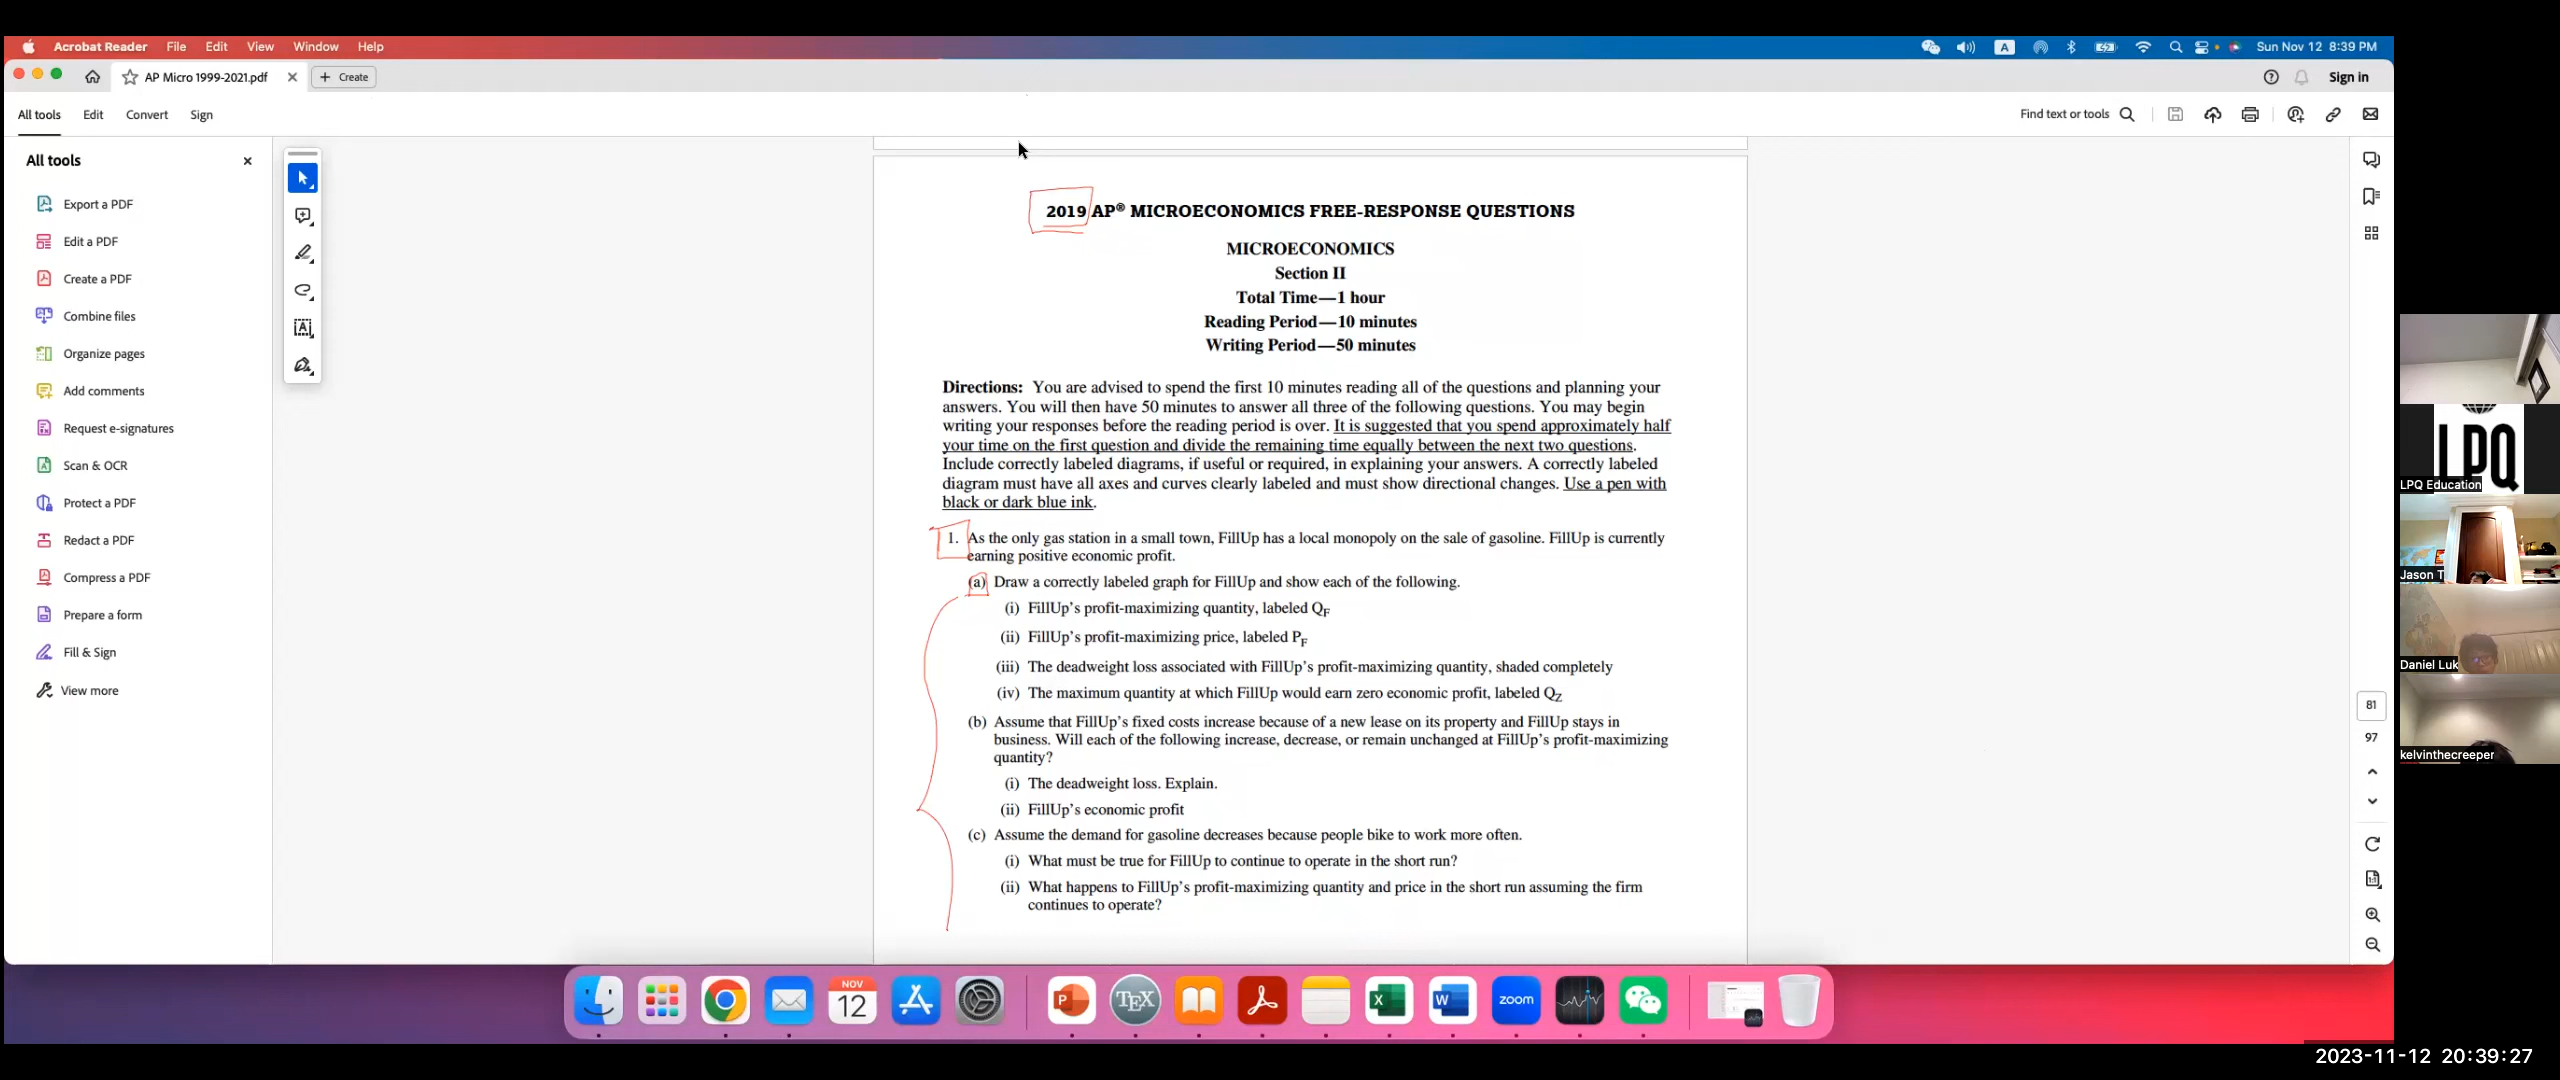 Acrobat Reader File Edit View Window Help
A
Sun Nov 12 8:39 PM
AP Micro 1999-2021.pdf
+ Create
Sign in
All tools Edit Convert Sign
Find text or tools
All tools
Export a PDF
Edit a PDF
Create a PDF
Combine files
Organize pages
Add comments
Request e-signatures
Scan & OCR
Protect a PDF
Redact a PDF
Compress a PDF
Prepare a form
Fill & Sign
View more
2019 AP® MICROECONOMICS FREE-RESPONSE QUESTIONS
MICROECONOMICS
Section II
Total Time—1 hour
Reading Period—10 minutes
Writing Period—50 minutes
Directions: You are advised to spend the first 10 minutes reading all of the questions and planning your
answers. You will then have 50 minutes to answer all three of the following questions. You may begin
writing your responses before the reading period is over. It is suggested that you spend approximately half
your time on the first question and divide the remaining time equally between the next two questions.
Include correctly labeled diagrams, if useful or required, in explaining your answers. A correctly labeled
diagram must have all axes and curves clearly labeled and must show directional changes. Use a pen with
black or dark blue ink.
1. As the only gas station in a small town, FillUp has a local monopoly on the sale of gasoline. FillUp is currently
earning positive economic profit.
(a) Draw a correctly labeled graph for FillUp and show each of the following.
(i) FillUp's profit-maximizing quantity, labeled QF
(ii) FillUp's profit-maximizing price, labeled PF
(iii) The deadweight loss associated with FillUp's profit-maximizing quantity, shaded completely
(iv) The maximum quantity at which FillUp would earn zero economic profit, labeled QZ
(b) Assume that FillUp's fixed costs increase because of a new lease on its property and FillUp stays in
business. Will each of the following increase, decrease, or remain unchanged at FillUp's profit-maximizing
quantity?
(i) The deadweight loss. Explain.
(ii) FillUp's economic profit
(c) Assume the demand for gasoline decreases because people bike to work more often.
(i) What must be true for FillUp to continue to operate in the short run?
(ii) What happens to FillUp's profit-maximizing quantity and price in the short run assuming the firm
continues to operate?
81
97
LPQ
LPQ Education
Jason T
Daniel Luk
kelvinthecreeper
NOV
12
P
TEX
X
W
zoom
2023-11-12 20:39:27